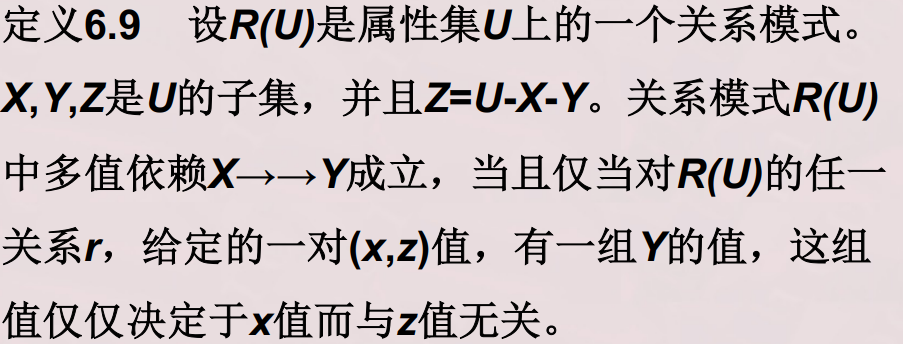 定义6.9 设R(U)是属性集U上的一个关系模式。
X,Y,Z是U的子集，并且Z=U-X-Y。关系模式R(U)
中多值依赖X→→Y成立，当且仅当对R(U)的任一
关系r，给定的一对(x,z)值，有一组Y的值，这组
值仅仅决定于x值而与z值无关。